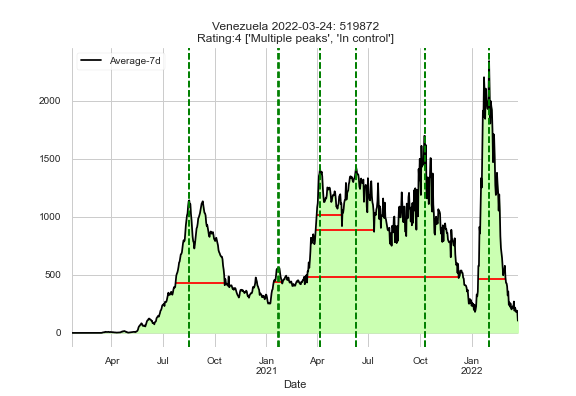 Venezuela 2022-03-24: 519872
Rating:4 ['Multiple peaks', 'In control']
Average-7d
2000
1500
1000
500
0
Apr
Jul
Oct
Jan
2021
Apr
Jul
Oct
Jan
2022
Date